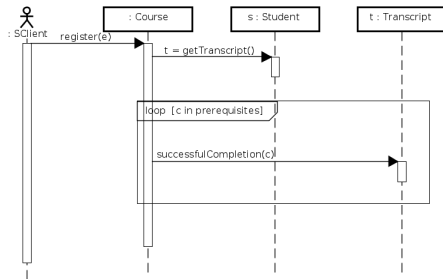 : SClient
: Course
s : Student
t : Transcript
register(e)
t = getTranscript()
loop [c in prerequisites]
successfulCompletion(c)